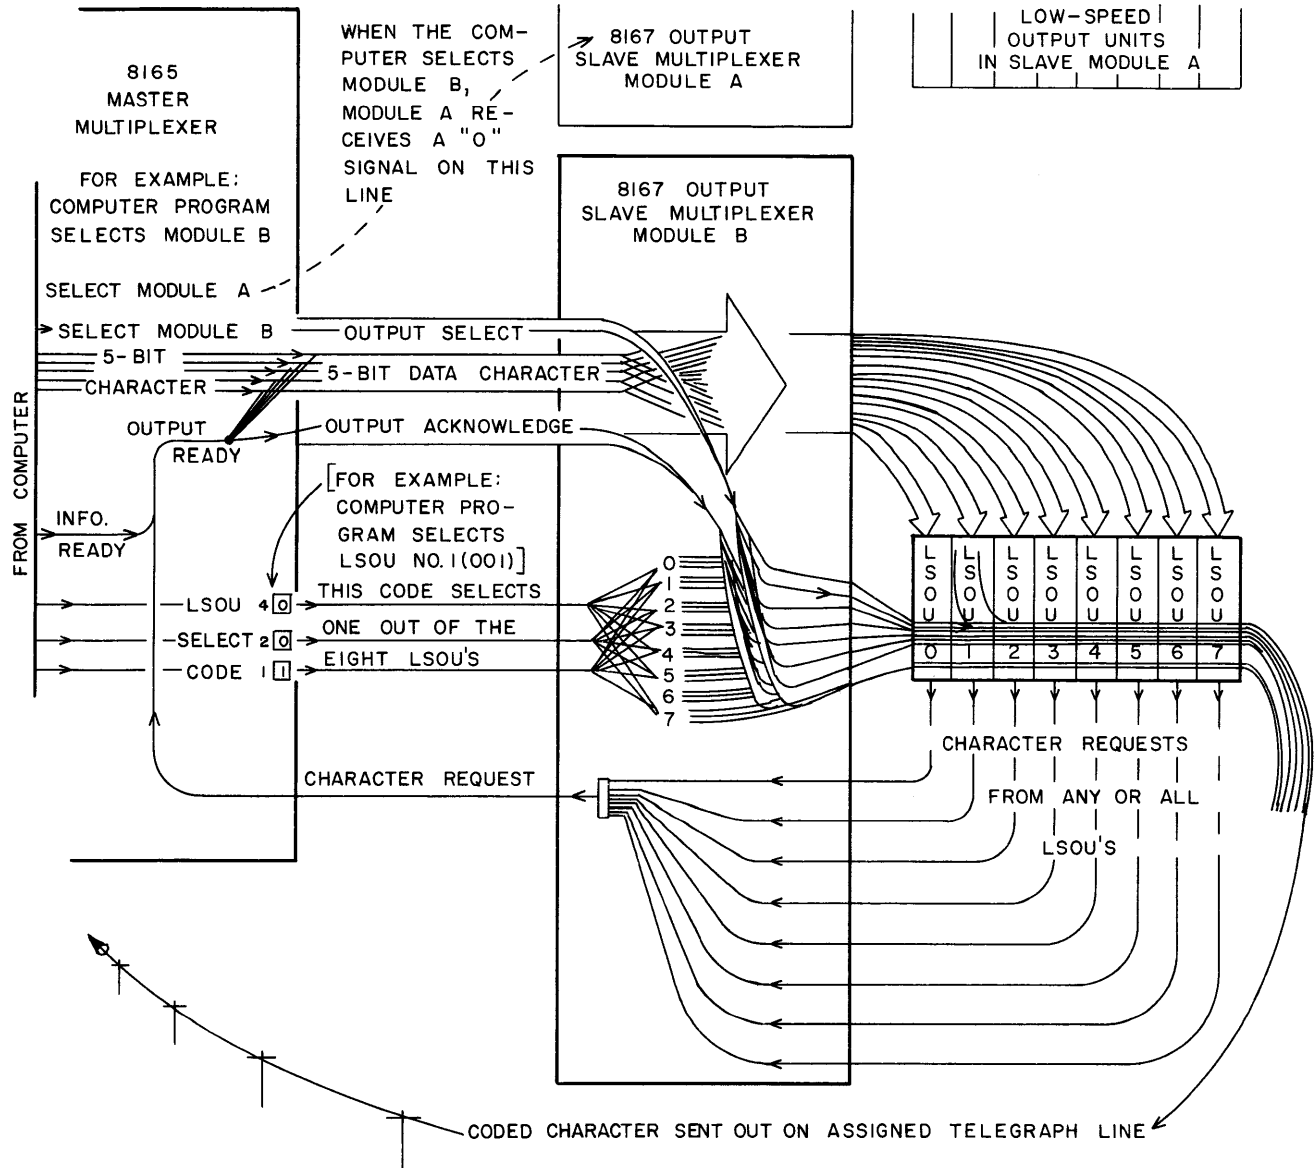 8165
MASTER
MULTIPLEXER
FOR EXAMPLE:
COMPUTER PROGRAM
SELECTS MODULE B
SELECT MODULE A
SELECT MODULE B
5-BIT
CHARACTER
OUTPUT
READY
INFO.
READY
FROM COMPUTER
LSOU 4 0
SELECT 2 0
CODE 1 1
WHEN THE COM-
PUTER SELECTS
MODULE B,
MODULE A RE-
CEIVES A "O"
SIGNAL ON THIS
LINE
OUTPUT SELECT
5-BIT DATA CHARACTER
OUTPUT ACKNOWLEDGE
[FOR EXAMPLE:
COMPUTER PRO-
GRAM SELECTS
LSOU NO. 1(001)]
THIS CODE SELECTS
ONE OUT OF THE
EIGHT LSOU'S
CHARACTER REQUEST
8167 OUTPUT
SLAVE MULTIPLEXER
MODULE A
8167 OUTPUT
SLAVE MULTIPLEXER
MODULE B
0
1
2
3
4
5
6
7
LOW-SPEED
OUTPUT UNITS
IN SLAVE MODULE A
LSOU LSOU LSOU LSOU LSOU LSOU LSOU LSOU
0 1 2 3 4 5 6 7
CHARACTER REQUESTS
FROM ANY OR ALL
LSOU'S
CODED CHARACTER SENT OUT ON ASSIGNED TELEGRAPH LINE